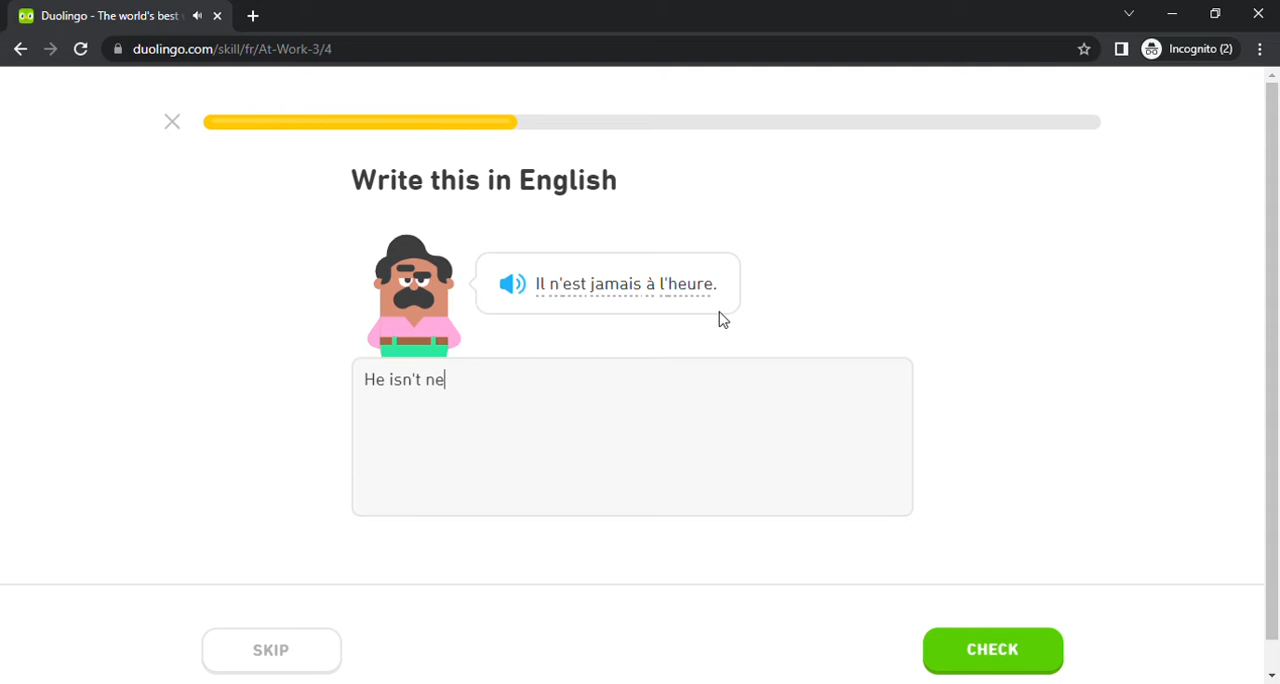 Duolingo - The world's best
duolingo.com/skill/fr/At-Work-3/4
Incognito (2)
Write this in English
Il n'est jamais à l'heure.
He isn't ne
SKIP
CHECK